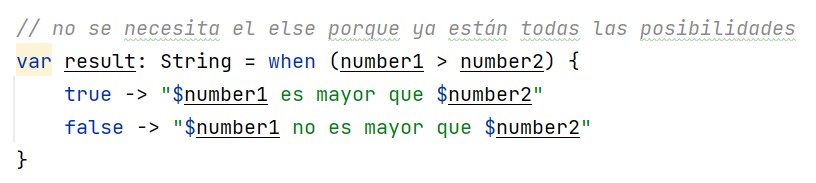 // no se necesita el else porque ya están todas las posibilidades
var result: String = when (number1 > number2) {
    true -> "$number1 es mayor que $number2"
    false -> "$number1 no es mayor que $number2"
}